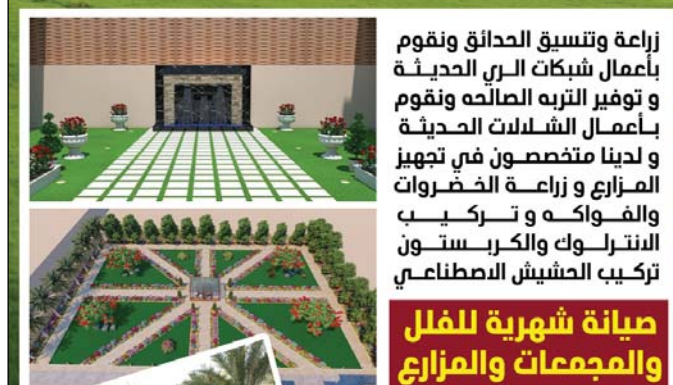 زراعة وتنسيق الحدائق ونقوم
بأعمال شبكات الري الحديثة
و توفير التربه الصالحه ونقوم
بأعمال الشلالات الحديثة
و لدينا متخصصون في تجهيز
المزارع و زراعة الخضروات
والفواكه و تركيب
الانترلوك والكربستون
تركيب الحشيش الاصطناعي
صيانة شهرية للفلل
والمجمعات والمزارع